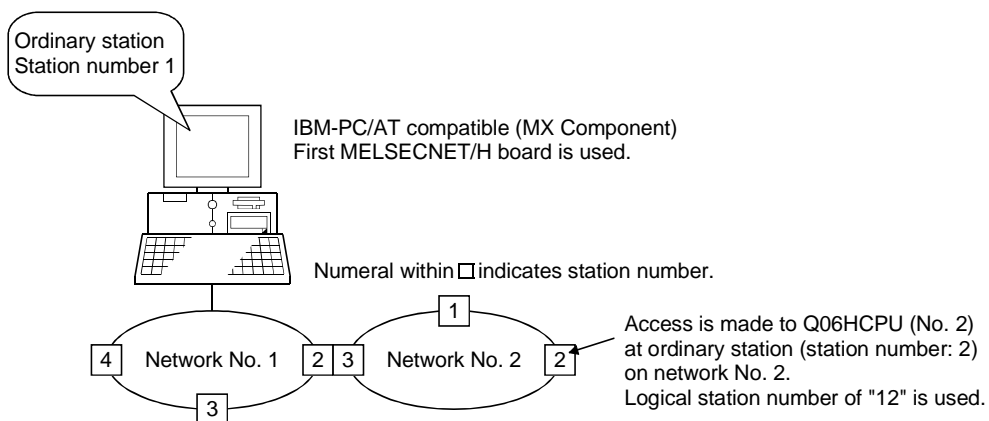 Ordinary station
Station number 1
IBM-PC/AT compatible (MX Component)
First MELSECNET/H board is used.
Numeral within □ indicates station number.
1
4 Network No. 1 2 3 Network No. 2 2
3
Access is made to Q06HCPU (No. 2)
at ordinary station (station number: 2)
on network No. 2.
Logical station number of "12" is used.